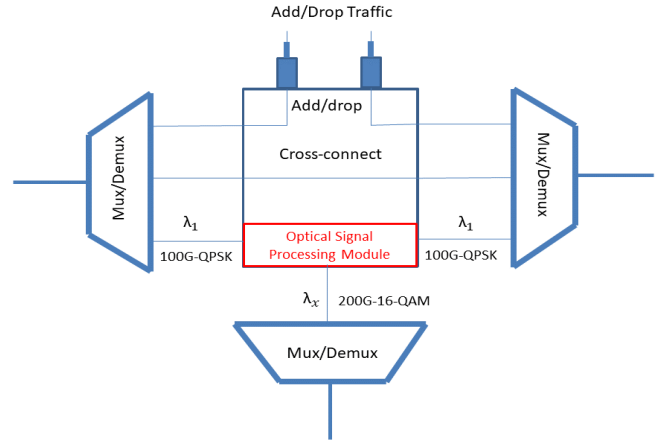 Add/Drop Traffic
Add/drop
Cross-connect
Mux/Demux
Mux/Demux
λ₁
100G-QPSK
Optical Signal
Processing Module
λ₁
100G-QPSK
λₓ
200G-16-QAM
Mux/Demux